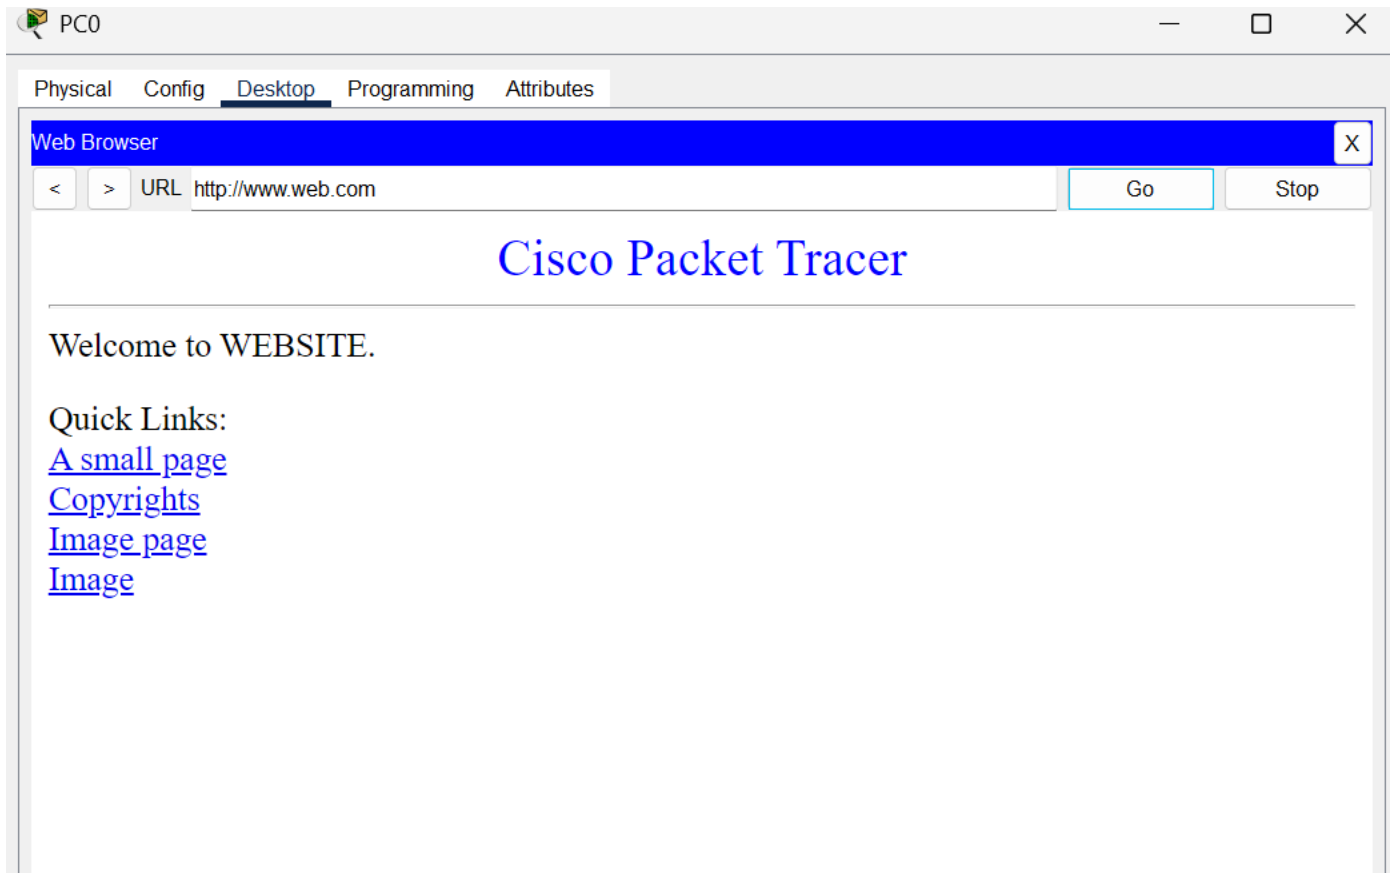 PC0
Physical Config Desktop Programming Attributes
Web Browser X
< > URL http://www.web.com Go Stop
Cisco Packet Tracer
Welcome to WEBSITE.
Quick Links:
A small page
Copyrights
Image page
Image